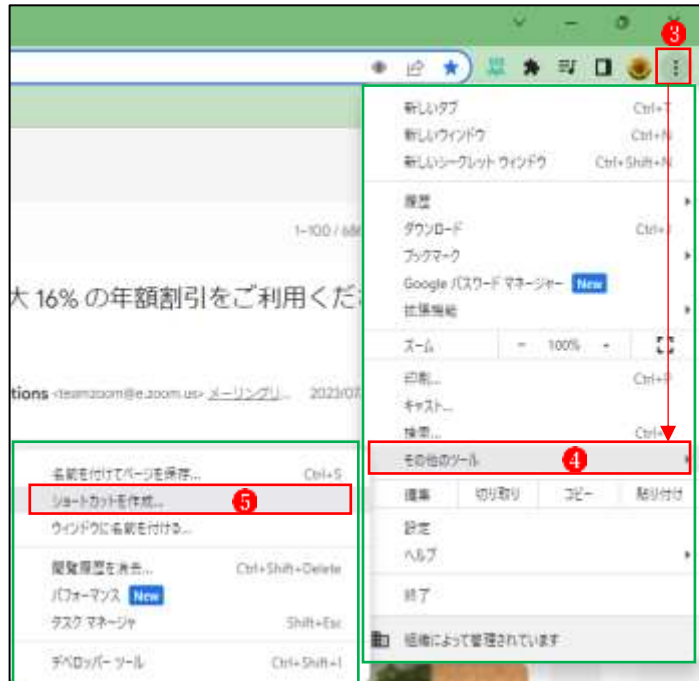 3
新しいタブ Ctrl+T
新しいウィンドウ Ctrl+N
新しいシークレット ウィンドウ Ctrl+Shift+N
履歴
ダウンロード Ctrl+J
ブックマーク
Google パスワード マネージャー New
拡張機能
ズーム - 100% +
印刷... Ctrl+P
キャスト...
検索... Ctrl+
その他のツール 4
編集 切り取り コピー 貼り付け
設定
ヘルプ
終了
組織によって管理されています
1-100 / 686
大 16% の年額割引をご利用くだ
tions <teamzoom@e.zoom.us> メーリングリ... 2023/07
名前を付けてページを保存... Ctrl+S
ショートカットを作成... 5
ウィンドウに名前を付ける...
閲覧履歴を消去... Ctrl+Shift+Delete
パフォーマンス New
タスク マネージャ Shift+Esc
デベロッパー ツール Ctrl+Shift+I